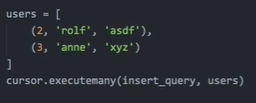 users = [
    (2, 'rolf', 'asdf'),
    (3, 'anne', 'xyz')
]
cursor.executemany(insert_query, users)